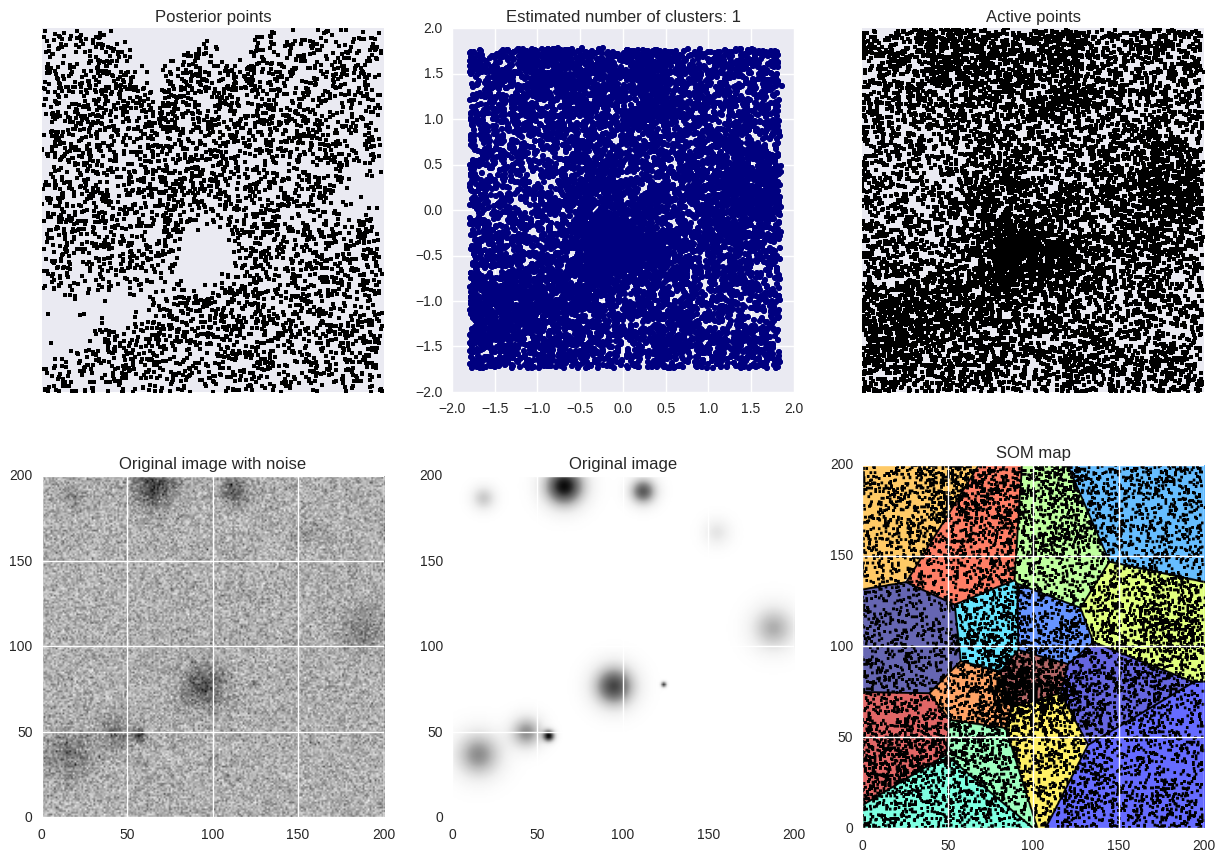 Posterior points
Estimated number of clusters: 1
Active points
2.0
1.5
1.0
0.5
0.0
−0.5
−1.0
−1.5
−2.0
−2.0 −1.5 −1.0 −0.5 0.0 0.5 1.0 1.5 2.0
Original image with noise
Original image
SOM map
200
150
100
50
0
0 50 100 150 200
200
150
100
50
0
0 50 100 150 200
200
150
100
50
0
0 50 100 150 200